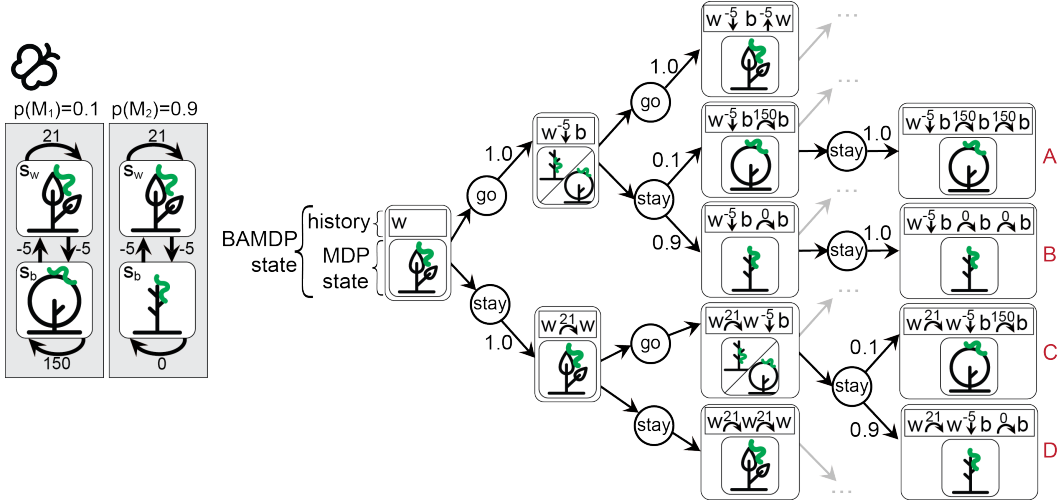 p(M₁)=0.1 p(M₂)=0.9
21
s_w
-5 -5
s_b
150
21
s_w
-5 -5
s_b
0
BAMDP
state
history
MDP
state
w
go
1.0
stay
1.0
w -5 b
go
1.0
stay
0.1
0.9
w 21 w
go
stay
w -5 b -5 w
...
w -5 b 150 b
...
stay
1.0
w -5 b 150 b 150 b
A
w -5 b 0 b
...
stay
1.0
w -5 b 0 b 0 b
B
w 21 w -5 b
...
stay
0.1
0.9
w 21 w -5 b 150 b
C
w 21 w 21 w
...
w 21 w -5 b 0 b
D